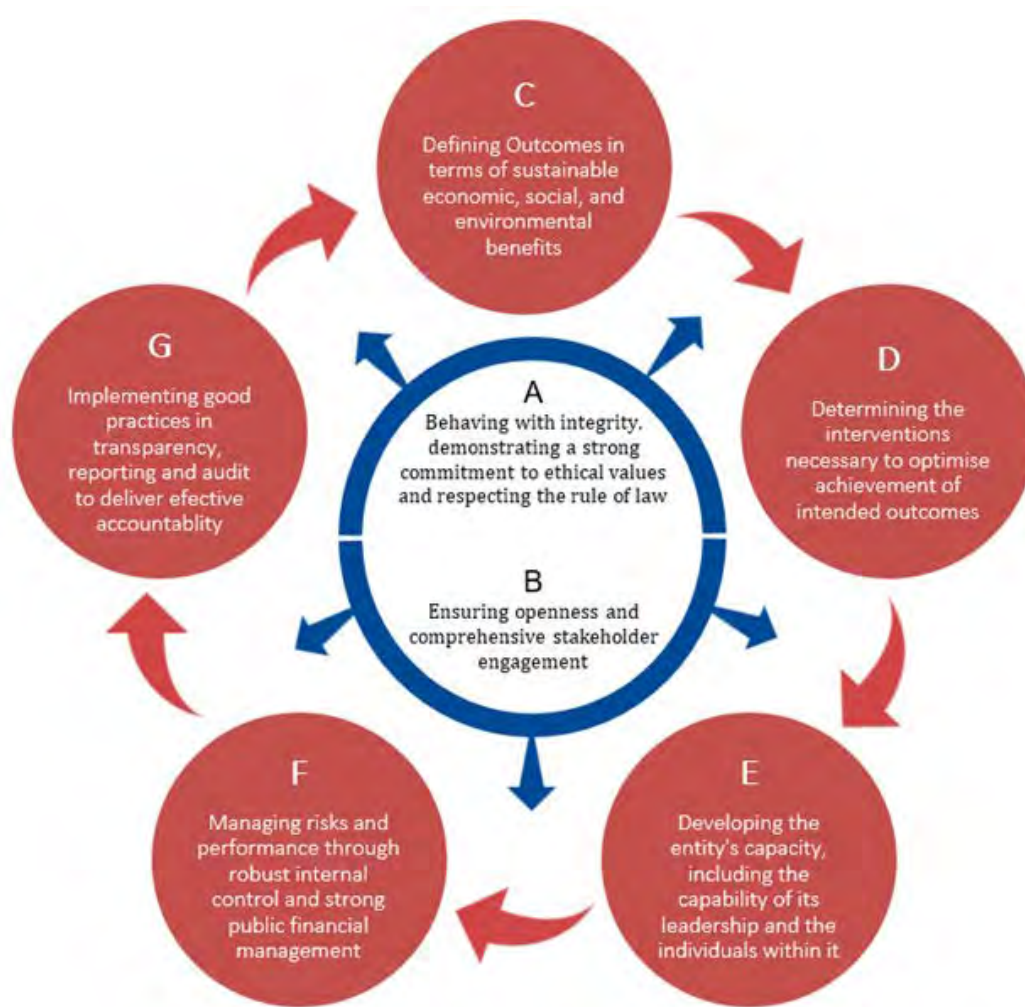 C
Defining Outcomes in
terms of sustainable
economic, social, and
environmental
benefits
G
Implementing good
practices in
transparency,
reporting and audit
to deliver efective
accountablity
A
Behaving with integrity.
demonstrating a strong
commitment to ethical values
and respecting the rule of law
D
Determining the
interventions
necessary to optimise
achievement of
intended outcomes
B
Ensuring openness and
comprehensive stakeholder
engagement
F
Managing risks and
performance through
robust internal
control and strong
public financial
management
E
Developing the
entity's capacity,
including the
capability of its
leadership and the
individuals within it